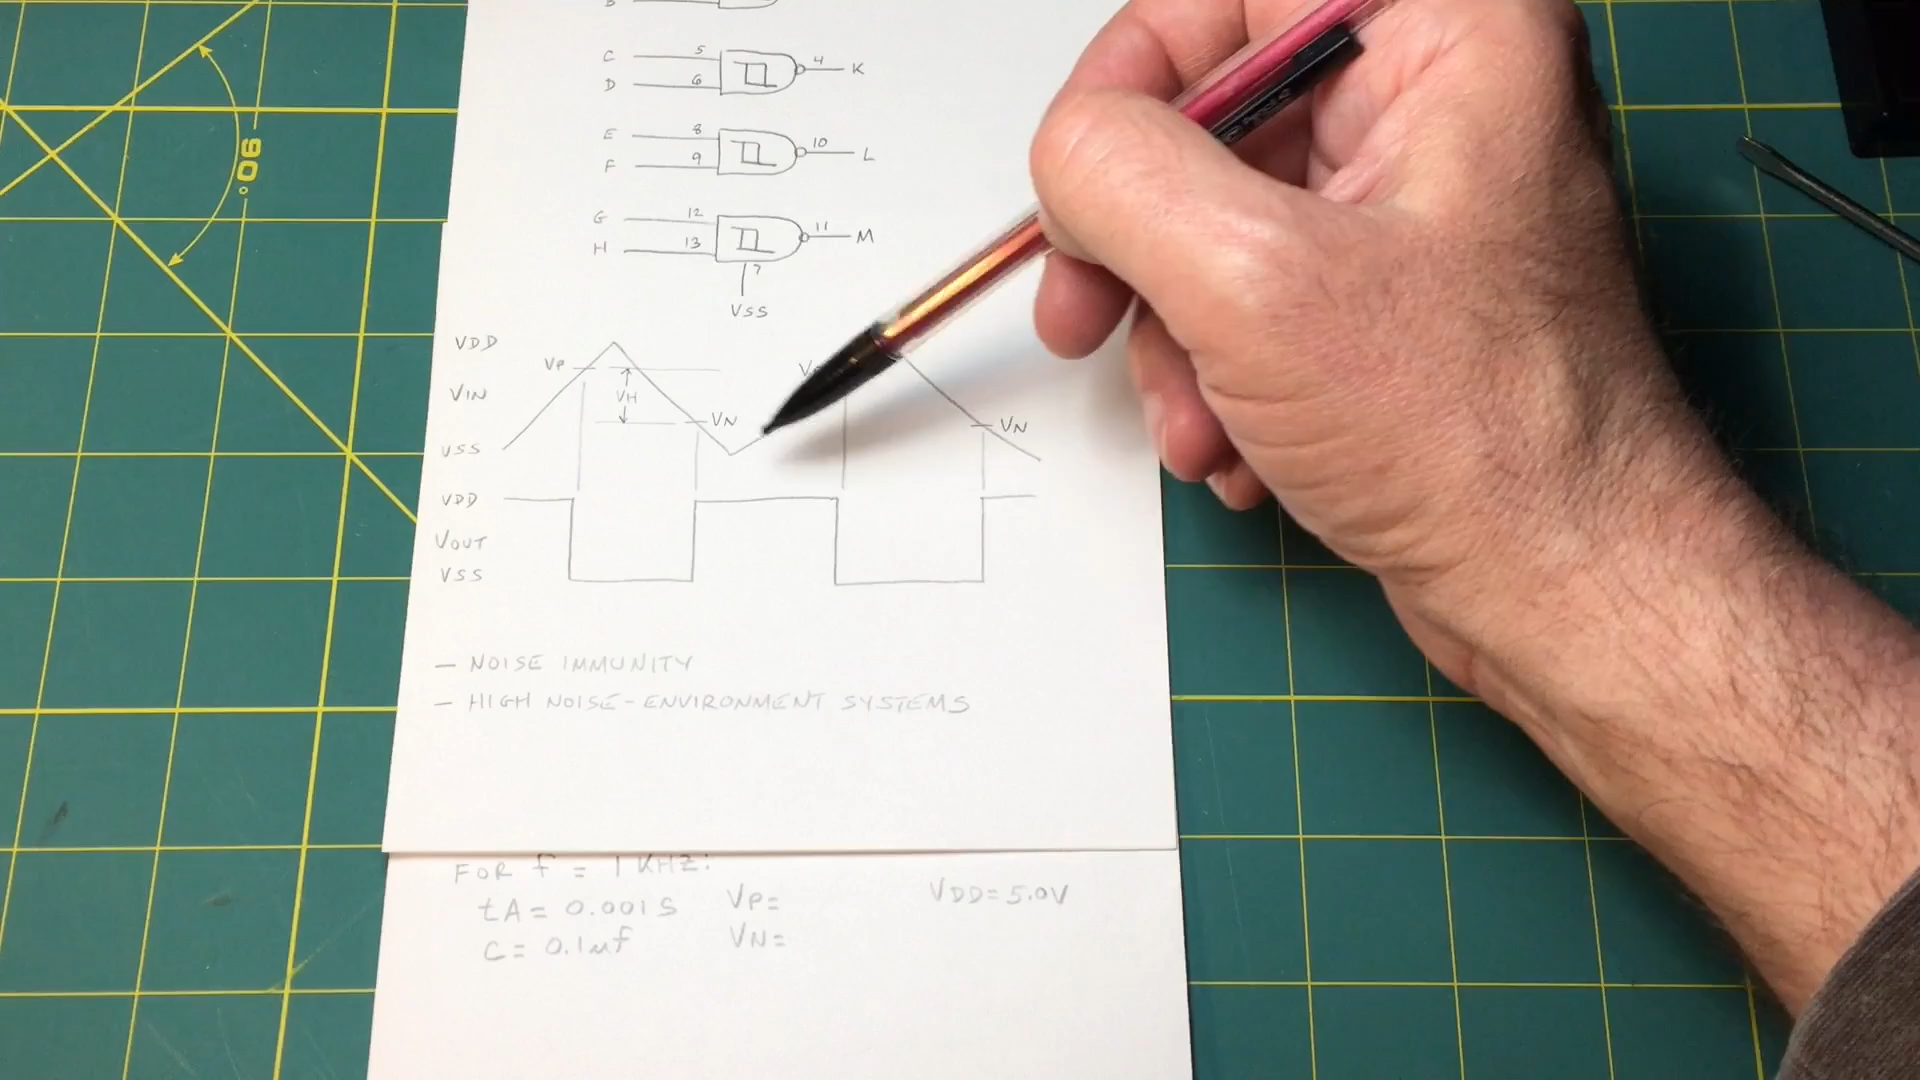 B
C 5 4 K
D 6
E 8 10 L
F 9
G 12 11 M
H 13
7
VSS
VDD
VP
VIN VH
VN VN
VSS
VDD
VOUT
VSS
— NOISE IMMUNITY
— HIGH NOISE-ENVIRONMENT SYSTEMS
FOR f = 1 KHZ:
tA = 0.001S VP= VDD=5.0V
C = 0.1uf VN=
90°